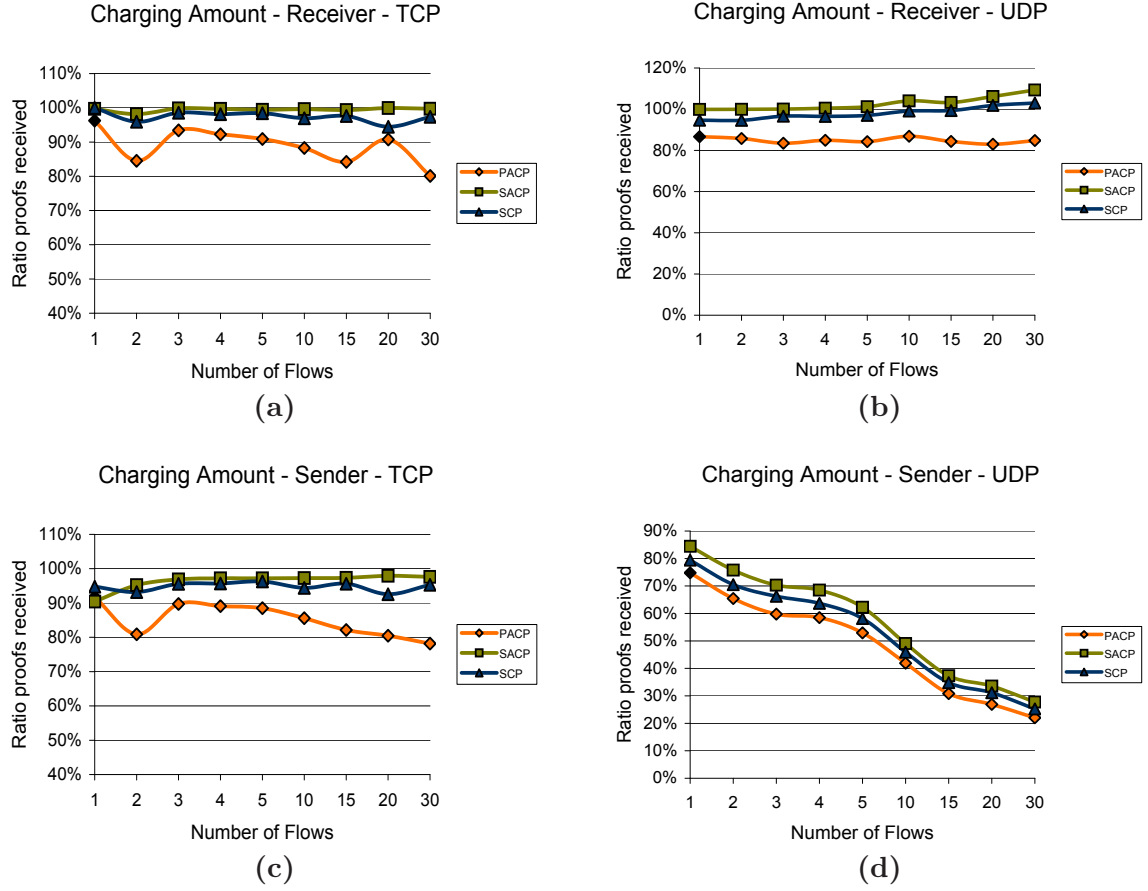 Charging Amount - Receiver - TCP
110%
100%
90%
80%
70%
60%
50%
40%
Ratio proofs received
1 2 3 4 5 10 15 20 30
Number of Flows
PACP
SACP
SCP
(a)
Charging Amount - Receiver - UDP
120%
100%
80%
60%
40%
20%
0%
Ratio proofs received
1 2 3 4 5 10 15 20 30
Number of Flows
PACP
SACP
SCP
(b)
Charging Amount - Sender - TCP
110%
100%
90%
80%
70%
60%
50%
40%
Ratio proofs received
1 2 3 4 5 10 15 20 30
Number of Flows
PACP
SACP
SCP
(c)
Charging Amount - Sender - UDP
90%
80%
70%
60%
50%
40%
30%
20%
10%
0%
Ratio proofs received
1 2 3 4 5 10 15 20 30
Number of Flows
PACP
SACP
SCP
(d)